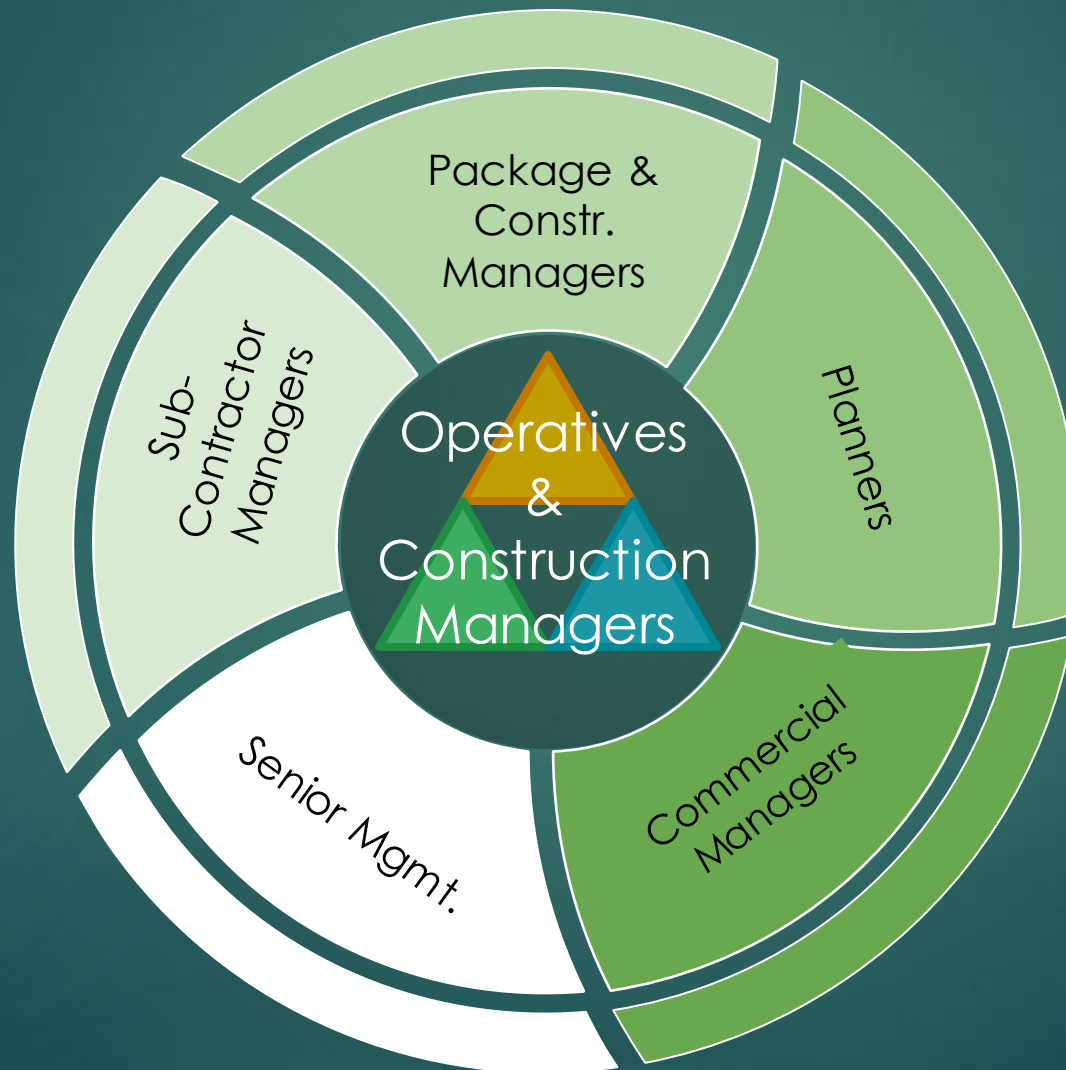 Package &
Constr.
Managers
Planners
Commercial
Managers
Senior Mgmt.
Sub-
Contractor
Managers
Operatives
&
Construction
Managers